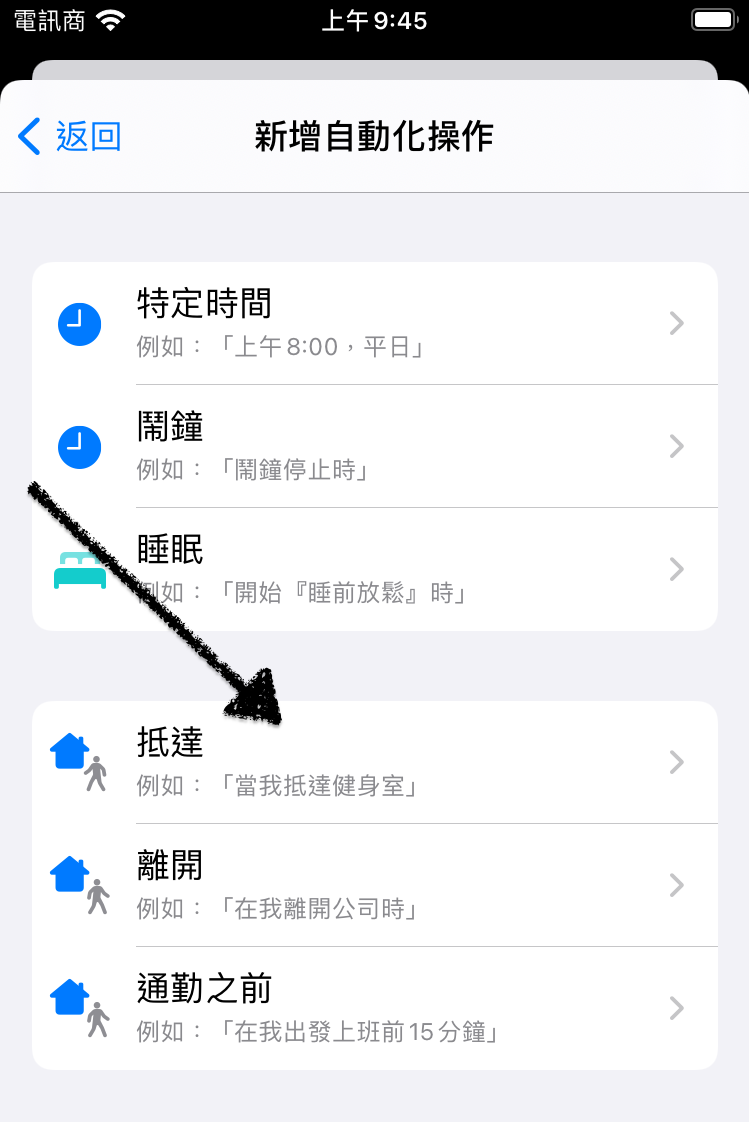 電訊商 上午9:45
返回 新增自動化操作
特定時間
例如：「上午8:00，平日」
鬧鐘
例如：「鬧鐘停止時」
睡眠
例如：「開始『睡前放鬆』時」
抵達
例如：「當我抵達健身室」
離開
例如：「在我離開公司時」
通勤之前
例如：「在我出發上班前15分鐘」